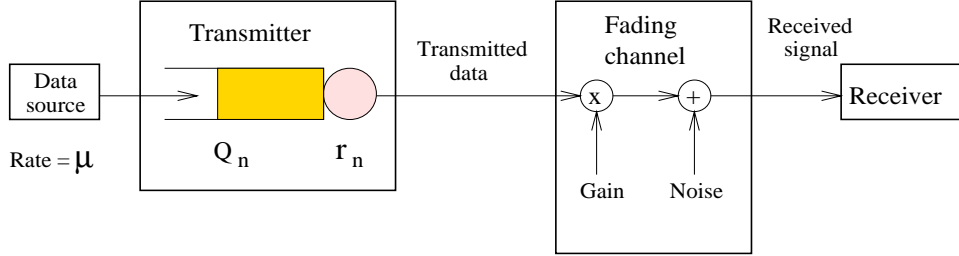 Data
source
Rate = μ
Transmitter
Q n
r n
Transmitted
data
Fading
channel
x
+
Gain
Noise
Received
signal
Receiver